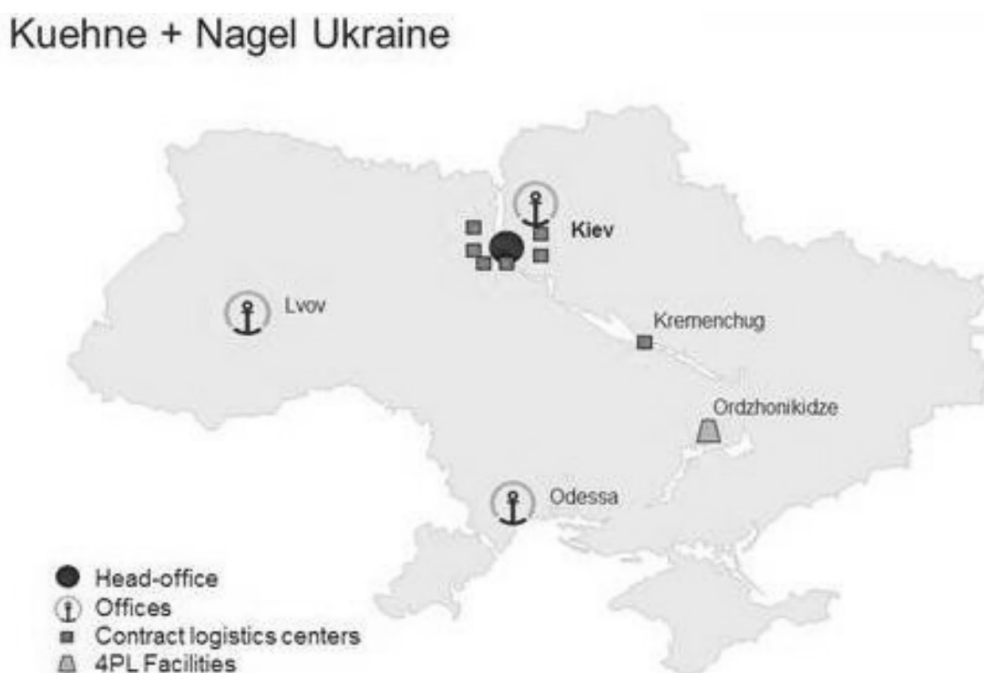 Kuehne + Nagel Ukraine
Kiev
Lvov
Kremenchug
Ordzhonikidze
Odessa
Head-office
Offices
Contract logistics centers
4PL Facilities